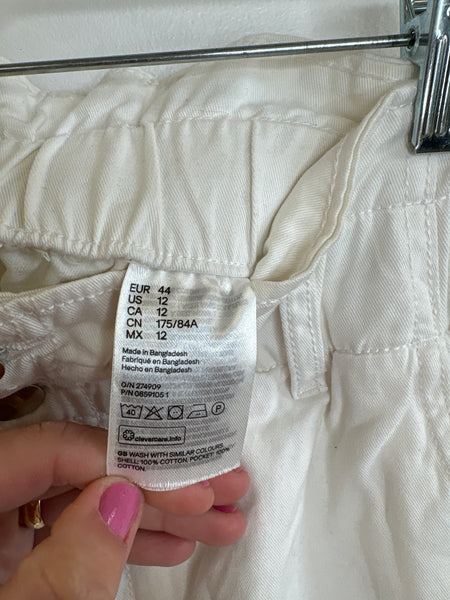 EUR 44
US 12
CA 12
CN 175/84A
MX 12
Made in Bangladesh
Fabriqué en Bangladesh
Hecho en Bangladesh
O/N 274909
P/N 0859105 1
40
P
clevercare.info
GB WASH WITH SIMILAR COLOURS.
SHELL: 100% COTTON. POCKET: 100%
COTTON.